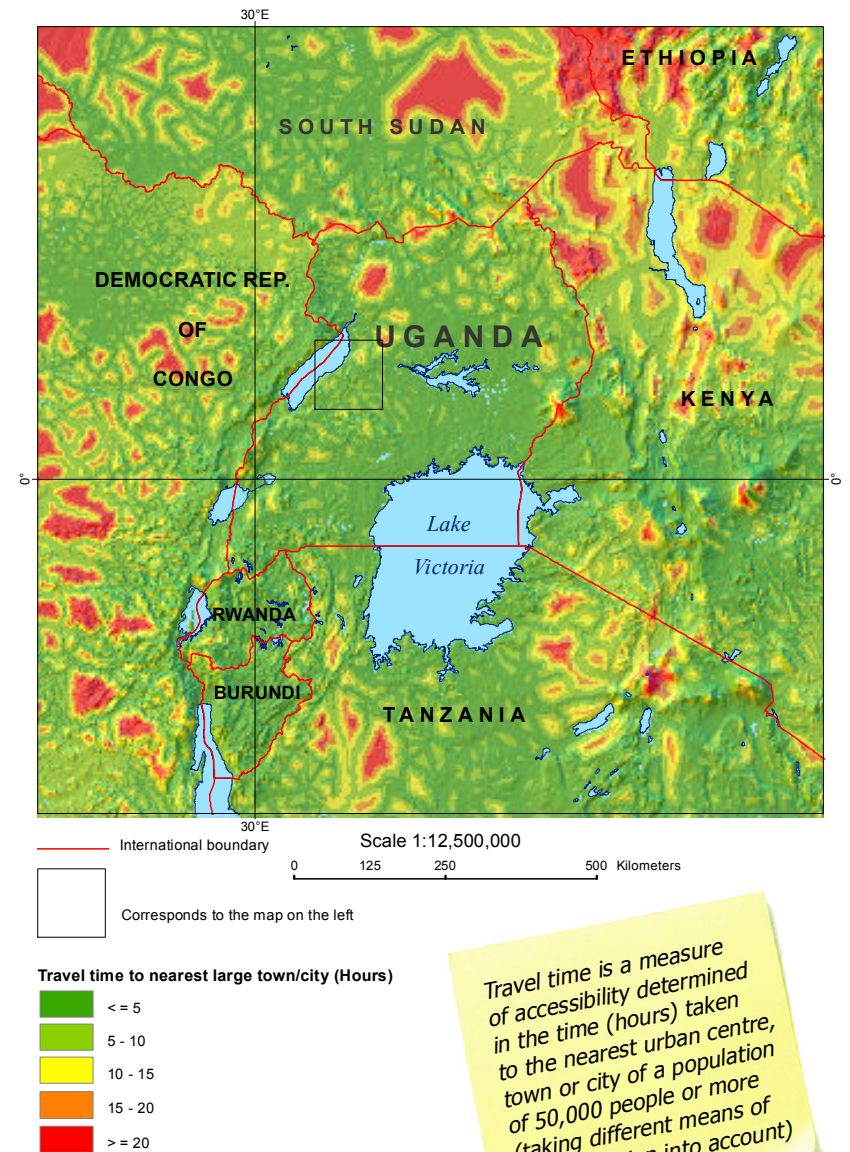 30°E
ETHIOPIA
SOUTH SUDAN
DEMOCRATIC REP.
OF
CONGO
UGANDA
KENYA
0°
0°
Lake
Victoria
RWANDA
BURUNDI
TANZANIA
30°E
International boundary
Scale 1:12,500,000
0 125 250 500 Kilometers
Corresponds to the map on the left
Travel time to nearest large town/city (Hours)
< = 5
5 - 10
10 - 15
15 - 20
> = 20
Travel time is a measure
of accessibility determined
in the time (hours) taken
to the nearest urban centre,
town or city of a population
of 50,000 people or more
(taking different means of
into account)